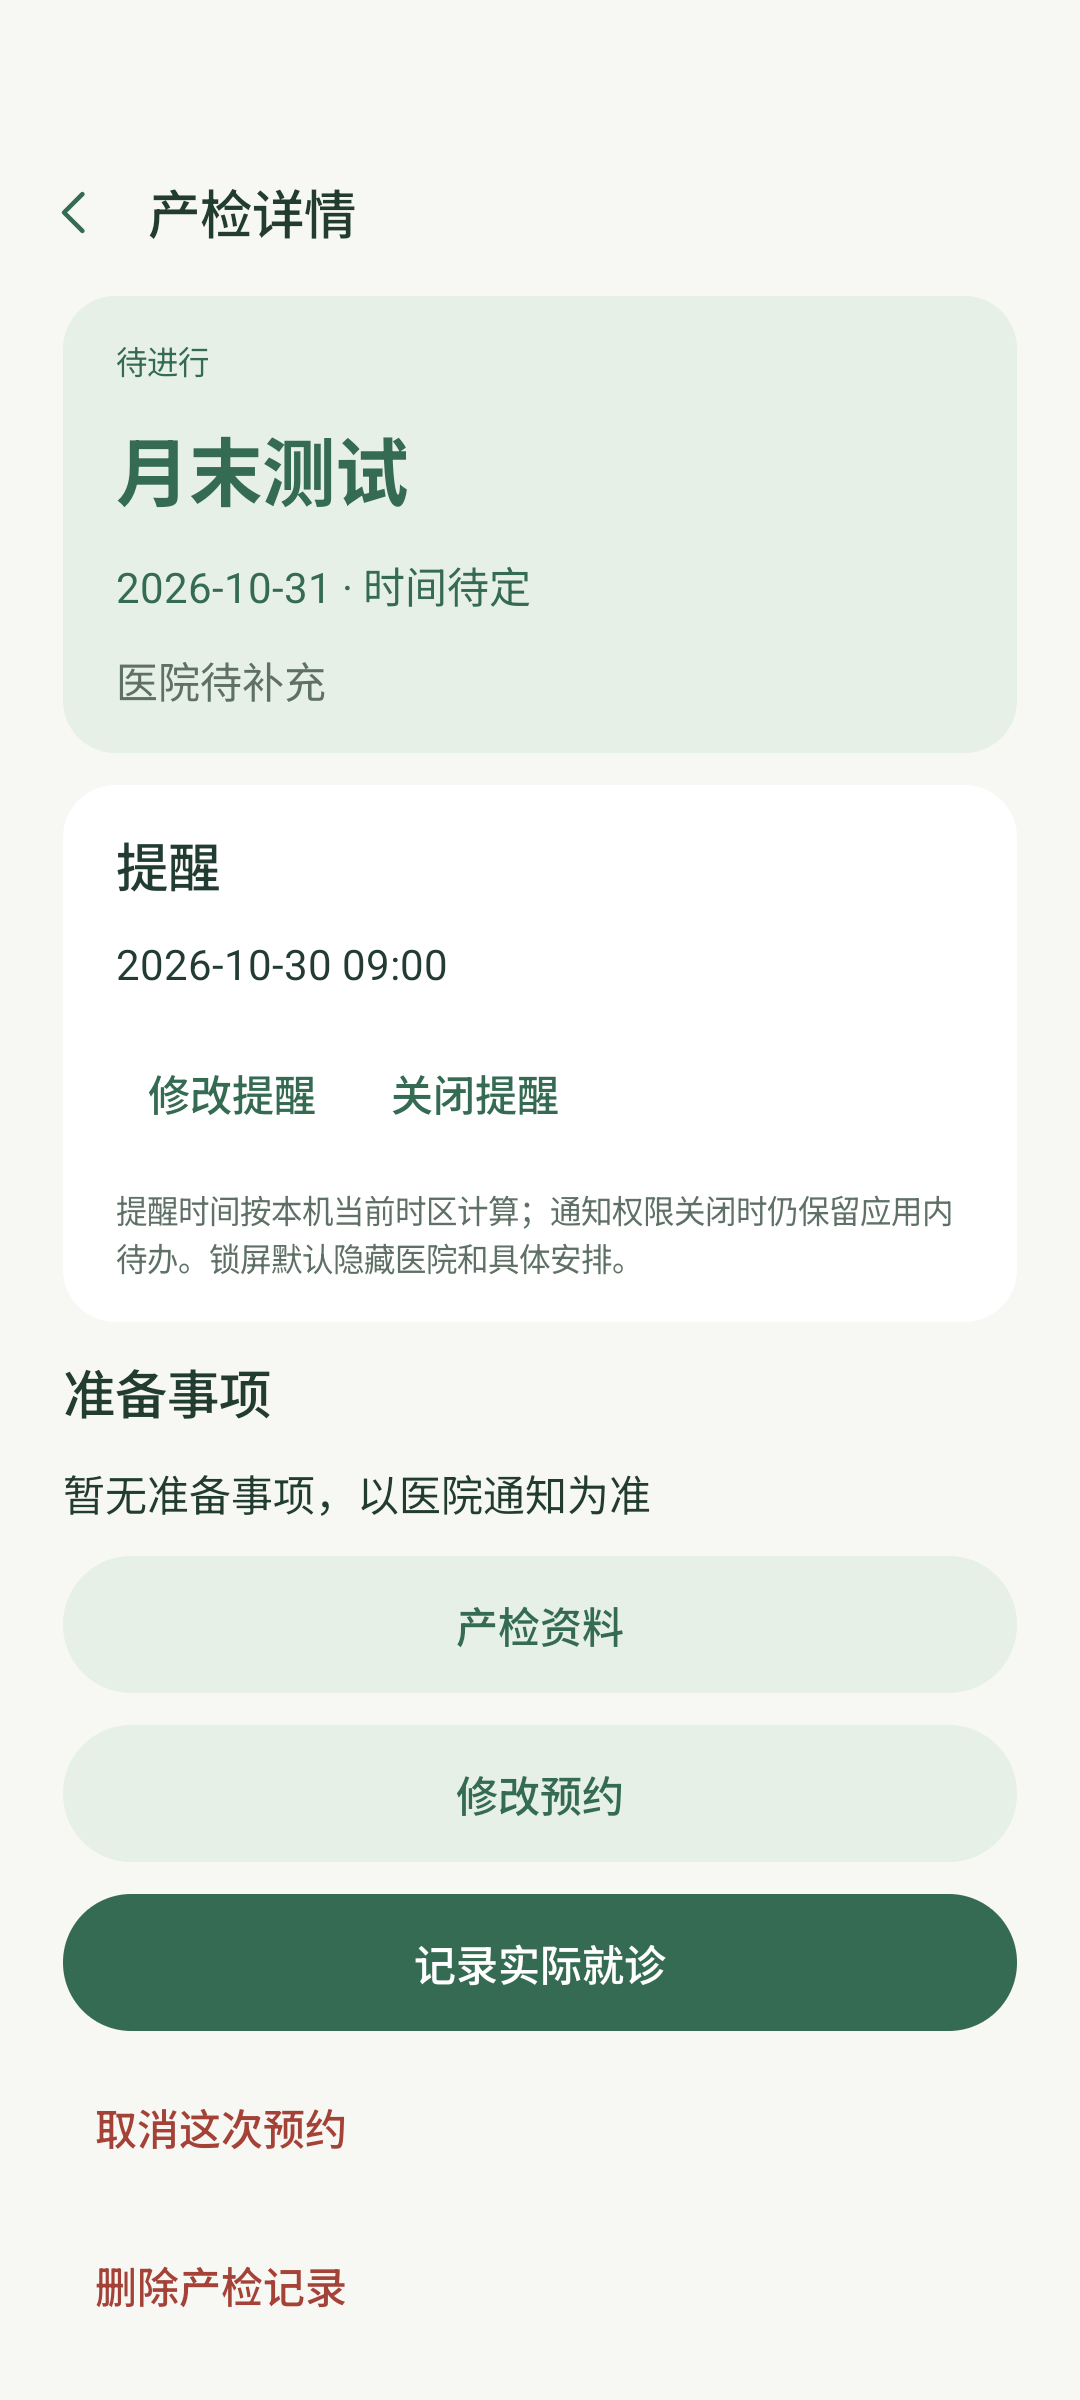 产检详情
待进行
月末测试
2026-10-31 · 时间待定
医院待补充
提醒
2026-10-30 09:00
修改提醒 关闭提醒
提醒时间按本机当前时区计算；通知权限关闭时仍保留应用内
待办。锁屏默认隐藏医院和具体安排。
准备事项
暂无准备事项，以医院通知为准
产检资料
修改预约
记录实际就诊
取消这次预约
删除产检记录